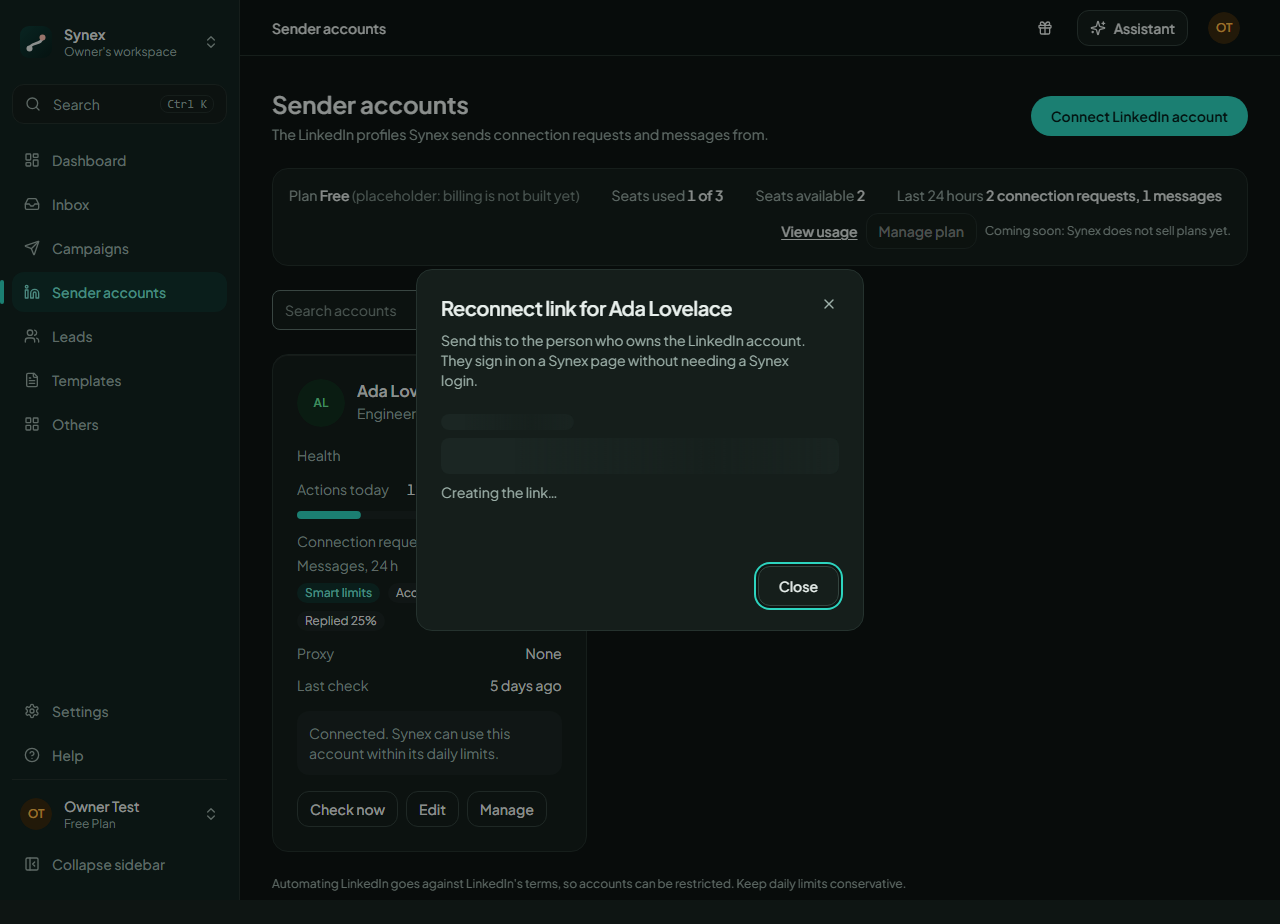 Synex
Owner's workspace
Search
Ctrl K
Dashboard
Inbox
Campaigns
Sender accounts
Leads
Templates
Others
Settings
Help
OT
Owner Test
Free Plan
Collapse sidebar
Sender accounts
Assistant
OT
Sender accounts
The LinkedIn profiles Synex sends connection requests and messages from.
Connect LinkedIn account
Plan Free (placeholder: billing is not built yet)
Seats used 1 of 3
Seats available 2
Last 24 hours 2 connection requests, 1 messages
View usage
Manage plan
Coming soon: Synex does not sell plans yet.
Search accounts
AL
Ada Lov
Engineer
Health
Actions today
1
Connection reque
Messages, 24 h
Smart limits
Acc
Replied 25%
Proxy
None
Last check
5 days ago
Connected. Synex can use this
account within its daily limits.
Check now
Edit
Manage
Automating LinkedIn goes against LinkedIn's terms, so accounts can be restricted. Keep daily limits conservative.
Reconnect link for Ada Lovelace
Send this to the person who owns the LinkedIn account.
They sign in on a Synex page without needing a Synex
login.
Creating the link…
Close